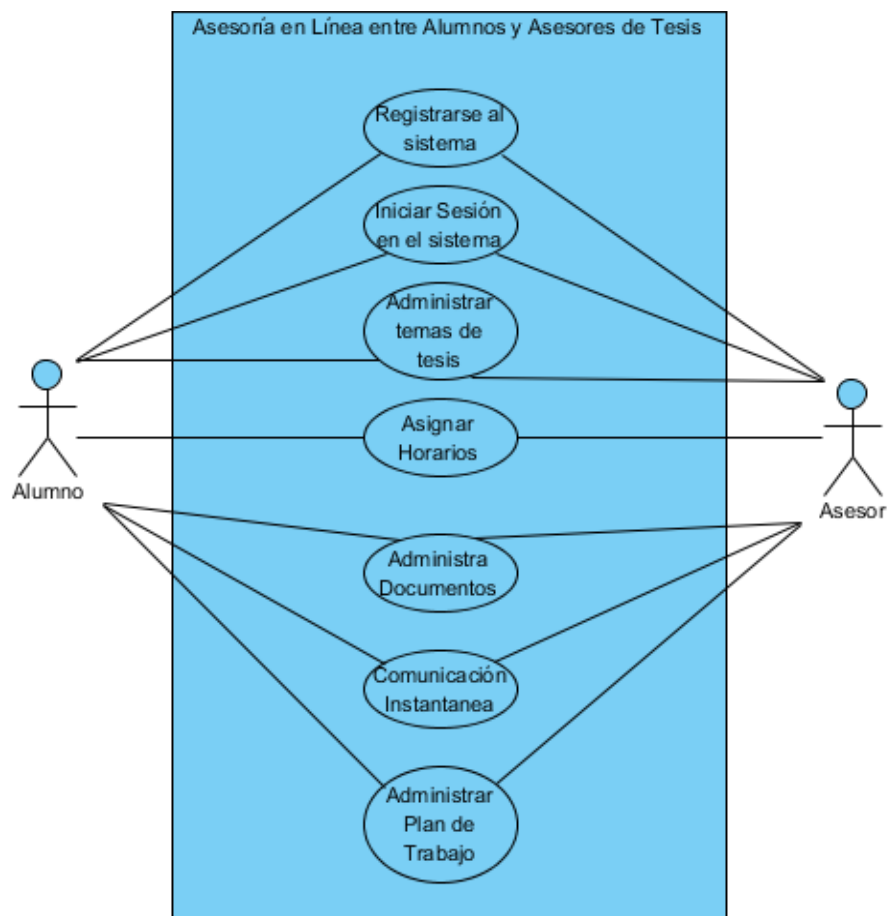 Asesoría en Línea entre Alumnos y Asesores de Tesis
Registrarse al
sistema
Iniciar Sesión
en el sistema
Administrar
temas de
tesis
Asignar
Horarios
Alumno
Asesor
Administra
Documentos
Comunicación
Instantanea
Administrar
Plan de
Trabajo